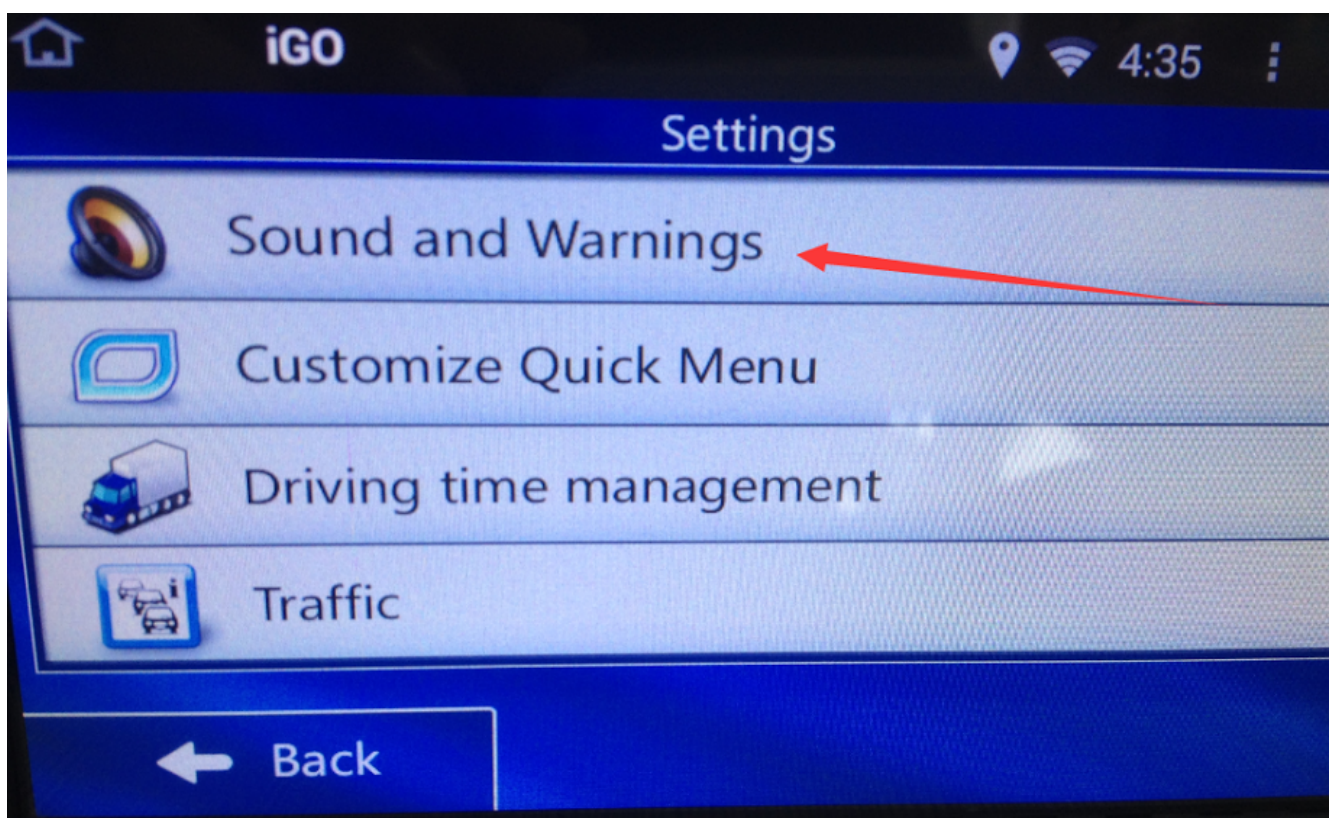 iGO 4:35
Settings
Sound and Warnings
Customize Quick Menu
Driving time management
i
Traffic
Back